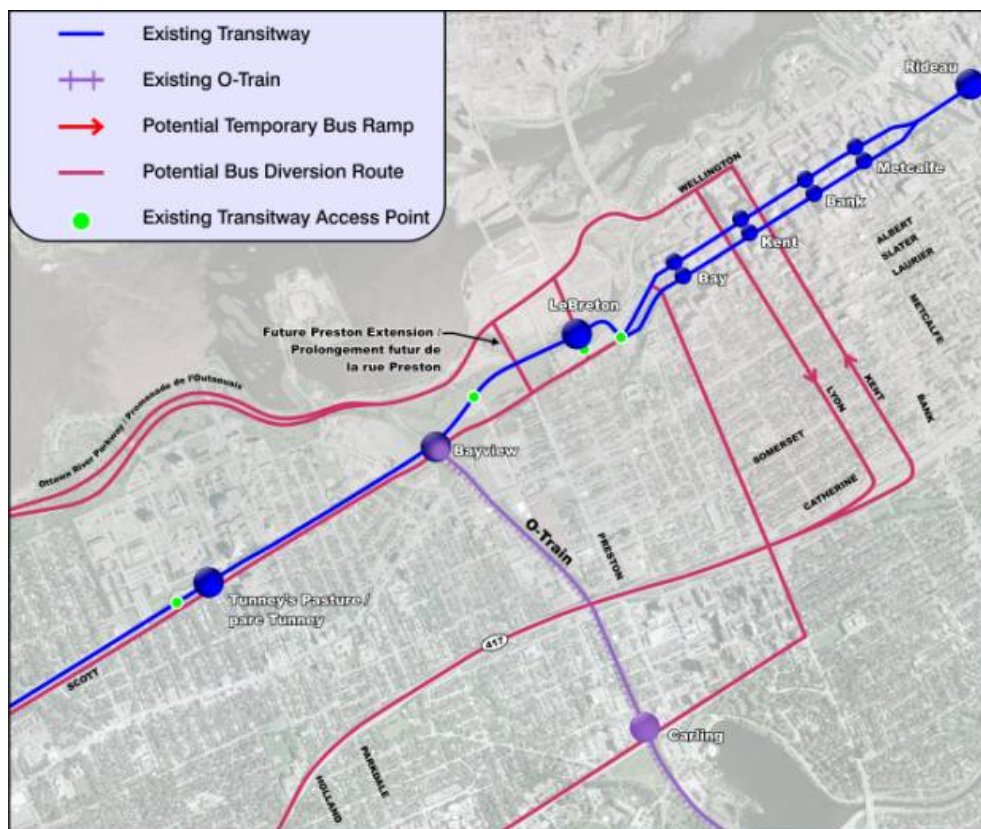 Existing Transitway
Existing O-Train
Potential Temporary Bus Ramp
Potential Bus Diversion Route
Existing Transitway Access Point
Rideau
WELLINGTON
Metcalfe
Bank
Kent
ALBERT
SLATER
LAURIER
Bay
LeBreton
METCALFE
Future Preston Extension /
Prolongement futur de
la rue Preston
Ottawa River Parkway / Promenade de l'Outaouais
LYON
KENT
BANK
Bayview
SOMERSET
CATHERINE
O-Train
PRESTON
Tunney's Pasture /
parc Tunney
417
SCOTT
Carling
PARKDALE
HOLLAND